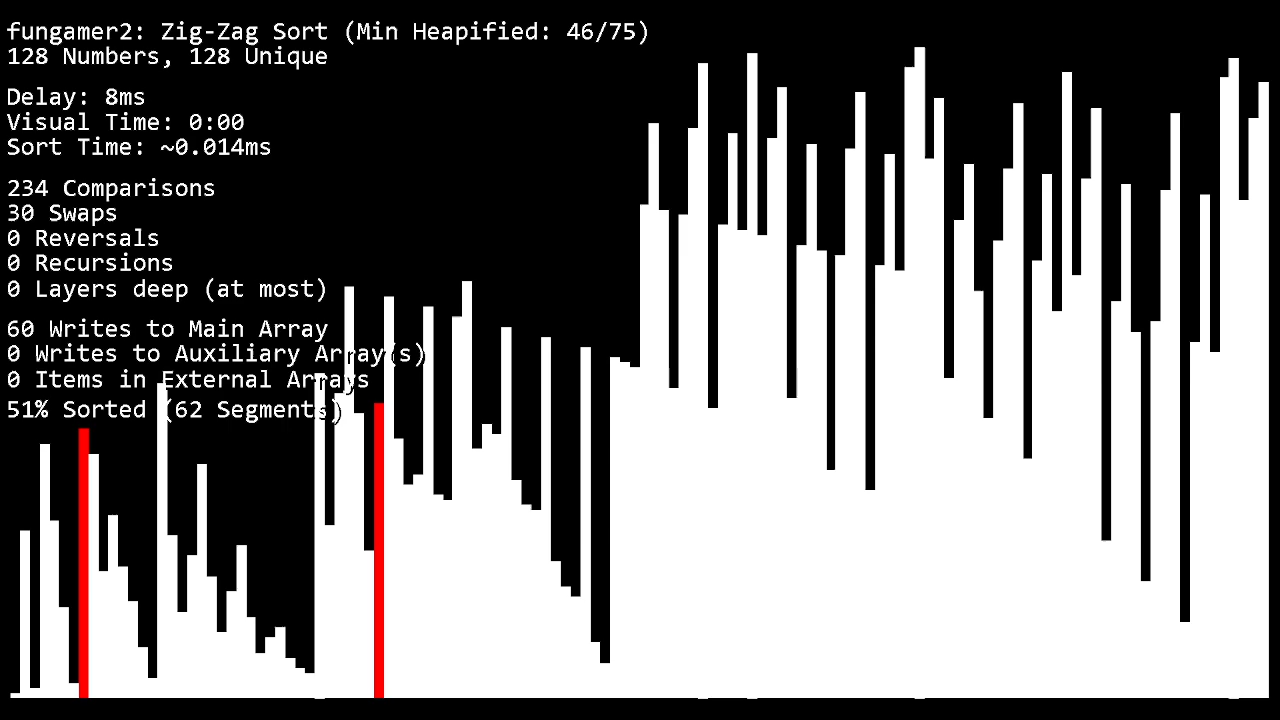 fungamer2: Zig-Zag Sort (Min Heapified: 46/75)
128 Numbers, 128 Unique
Delay: 8ms
Visual Time: 0:00
Sort Time: ~0.014ms
234 Comparisons
30 Swaps
0 Reversals
0 Recursions
0 Layers deep (at most)
60 Writes to Main Array
0 Writes to Auxiliary Array(s)
0 Items in External Arrays
51% Sorted (62 Segments)